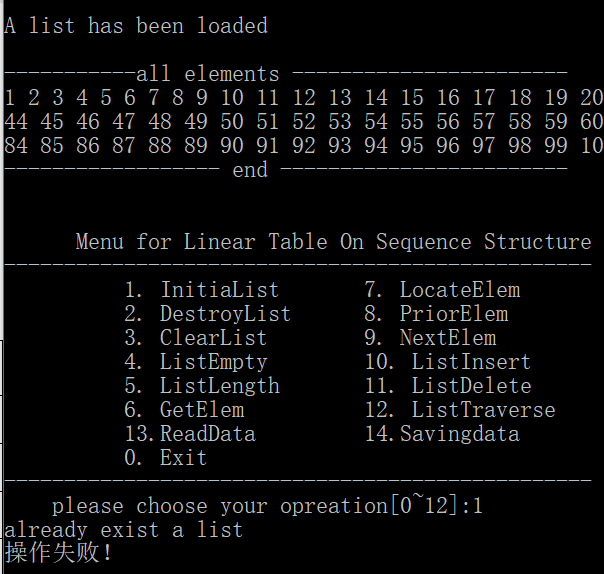 A list has been loaded
-----------all elements -----------------------
1 2 3 4 5 6 7 8 9 10 11 12 13 14 15 16 17 18 19 20
44 45 46 47 48 49 50 51 52 53 54 55 56 57 58 59 60
84 85 86 87 88 89 90 91 92 93 94 95 96 97 98 99 10
------------------ end ------------------------
Menu for Linear Table On Sequence Structure
-------------------------------------------------
1. InitiaList 7. LocateElem
2. DestroyList 8. PriorElem
3. ClearList 9. NextElem
4. ListEmpty 10. ListInsert
5. ListLength 11. ListDelete
6. GetElem 12. ListTraverse
13.ReadData 14.Savingdata
0. Exit
-------------------------------------------------
please choose your opreation[0~12]:1
already exist a list
操作失败!